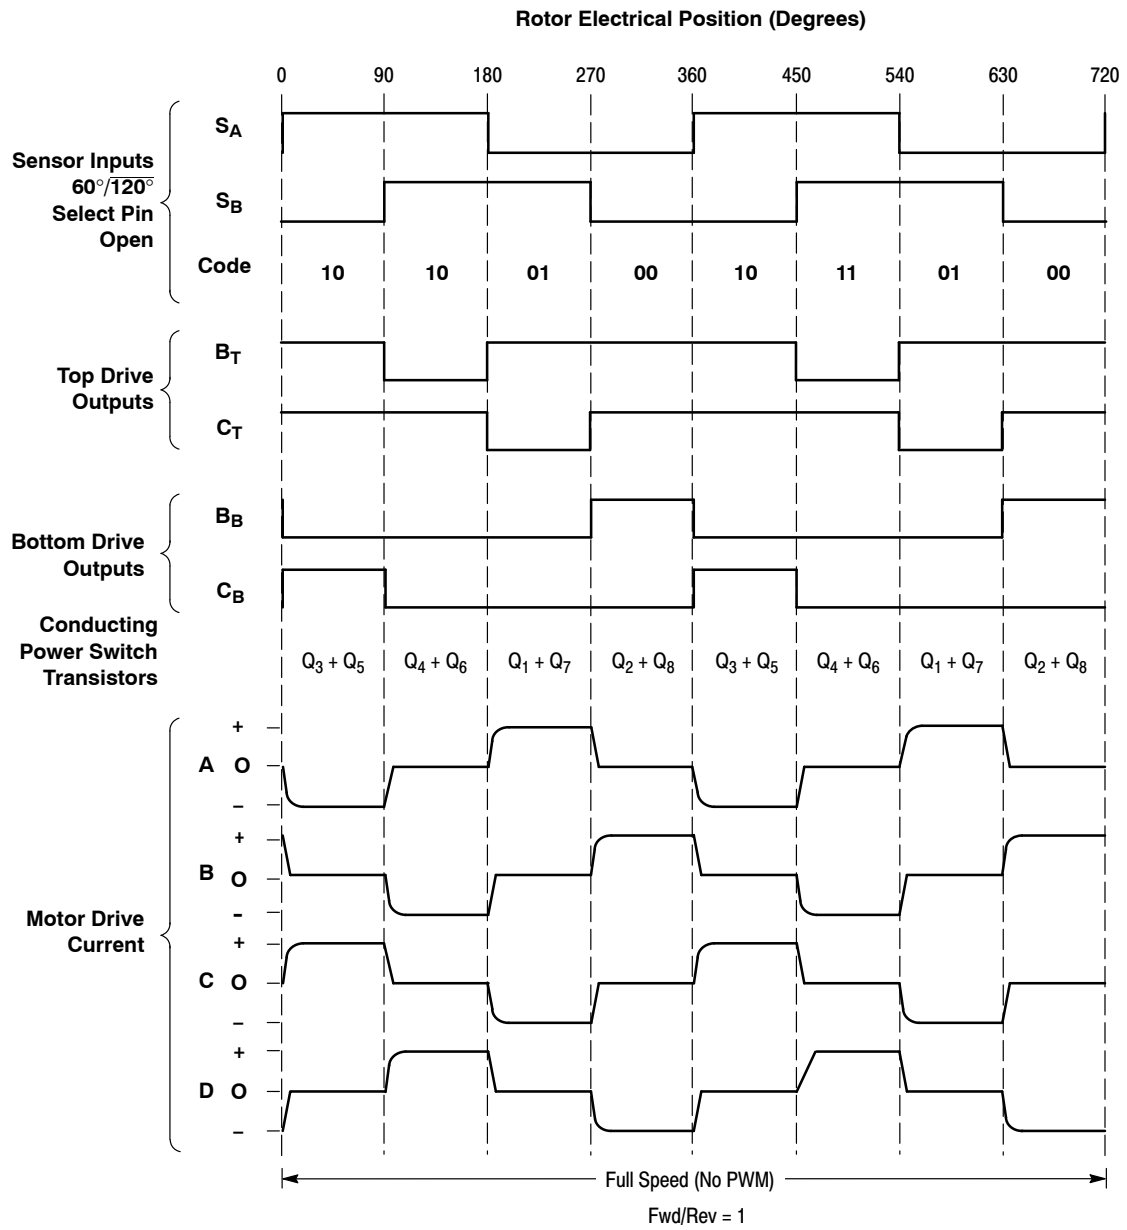 Rotor Electrical Position (Degrees)
0 90 180 270 360 450 540 630 720
Sensor Inputs
60°/120°
Select Pin
Open
SA
SB
Code
10 10 01 00 10 11 01 00
Top Drive
Outputs
BT
CT
Bottom Drive
Outputs
BB
CB
Conducting
Power Switch
Transistors
Q3 + Q5 Q4 + Q6 Q1 + Q7 Q2 + Q8 Q3 + Q5 Q4 + Q6 Q1 + Q7 Q2 + Q8
Motor Drive
Current
+
A O
–
+
B O
–
+
C O
–
+
D O
–
Full Speed (No PWM)
Fwd/Rev = 1